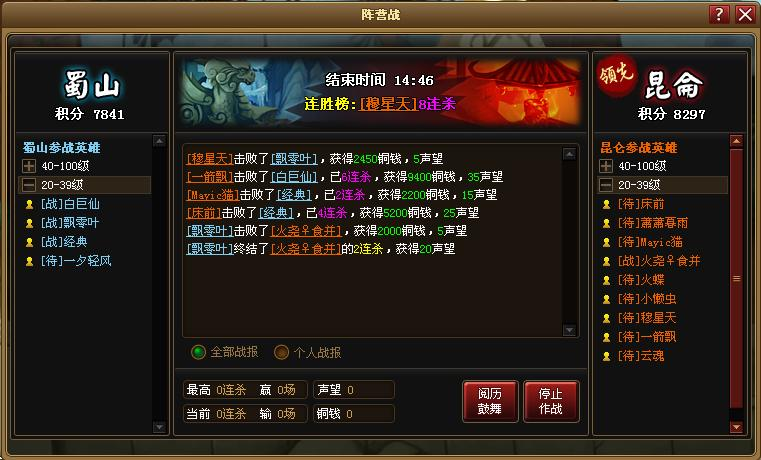 阵营战
?
蜀山
积分 7841
蜀山参战英雄
40-100级
20-39级
[战]白巨仙
[战]飘零叶
[战]经典
[待]一夕轻风
结束时间 14:46
连胜榜:[穆星天]8连杀
[穆星天]击败了[飘零叶],获得2450铜钱,5声望
[一箭飘]击败了[白巨仙],已6连杀,获得9400铜钱,35声望
[Mayic猫]击败了[经典],已2连杀,获得2200铜钱,15声望
[床前]击败了[经典],已4连杀,获得5200铜钱,25声望
[飘零叶]击败了[火尧♀食并],获得2000铜钱,5声望
[飘零叶]终结了[火尧♀食并]的2连杀,获得20声望
全部战报 个人战报
最高 0连杀 赢 0场 声望 0
当前 0连杀 输 0场 铜钱 0
阅历
鼓舞
停止
作战
领先
昆仑
积分 8297
昆仑参战英雄
40-100级
20-39级
[待]床前
[待]萧萧暮雨
[待]Mayic猫
[战]火尧♀食并
[待]火蝶
[待]小懒虫
[待]穆星天
[待]一箭飘
[待]云魂